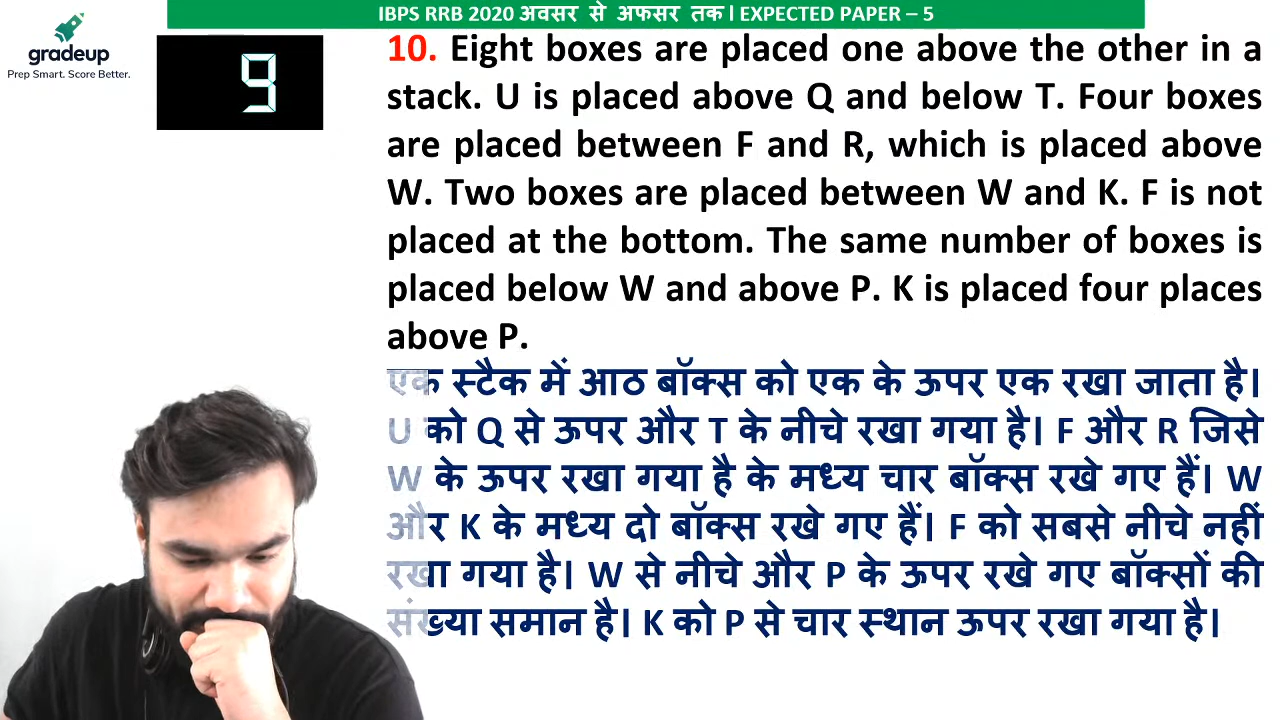 IBPS RRB 2020 अवसर से अफसर तक। EXPECTED PAPER – 5
gradeup
Prep Smart. Score Better.
9
10. Eight boxes are placed one above the other in a
stack. U is placed above Q and below T. Four boxes
are placed between F and R, which is placed above
W. Two boxes are placed between W and K. F is not
placed at the bottom. The same number of boxes is
placed below W and above P. K is placed four places
above P.
एक स्टैक में आठ बॉक्स को एक के ऊपर एक रखा जाता है।
U को Q से ऊपर और T के नीचे रखा गया है। F और R जिसे
W के ऊपर रखा गया है के मध्य चार बॉक्स रखे गए हैं। W
और K के मध्य दो बॉक्स रखे गए हैं। F को सबसे नीचे नहीं
रखा गया है। W से नीचे और P के ऊपर रखे गए बॉक्सों की
संख्या समान है। K को P से चार स्थान ऊपर रखा गया है।